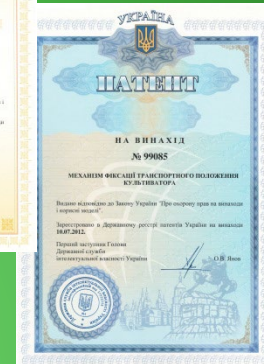 УКРАЇНА
ПАТЕНТ
НА ВИНАХІД
№ 99085
МЕХАНІЗМ ФІКСАЦІЇ ТРАНСПОРТНОГО ПОЛОЖЕННЯ
КУЛЬТИВАТОРА
Видано відповідно до Закону України "Про охорону прав на винаходи
і корисні моделі".
Зареєстровано в Державному реєстрі патентів України на винаходи
10.07.2012.
Перший заступник Голови
Державної служби
інтелектуальної власності України